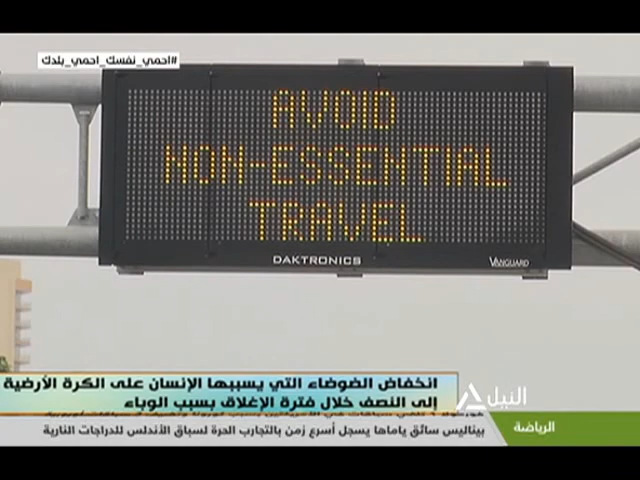 #احمي_نفسك_احمي_بلدك
AVOID
NON-ESSENTIAL
TRAVEL
DAKTRONICS
VANGUARD
انخفاض الضوضاء التي يسببها الإنسان على الكرة الأرضية
إلى النصف خلال فترة الإغلاق بسبب الوباء
النيل
الرياضة
بيناليس سائق ياماها يسجل أسرع زمن بالتجارب الحرة لسباق الأندلس للدراجات النارية